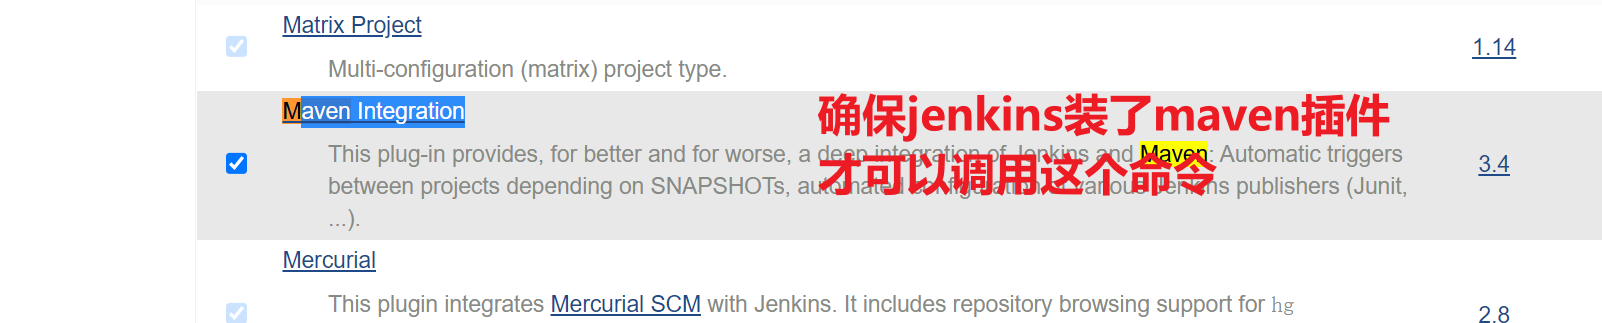 Matrix Project
1.14
Multi-configuration (matrix) project type.
Maven Integration
确保jenkins装了maven插件
才可以调用这个命令
This plug-in provides, for better and for worse, a deep integration of Jenkins and Maven: Automatic triggers
between projects depending on SNAPSHOTs, automated configuration of various Jenkins publishers (Junit,
...).
3.4
Mercurial
This plugin integrates Mercurial SCM with Jenkins. It includes repository browsing support for hg
2.8